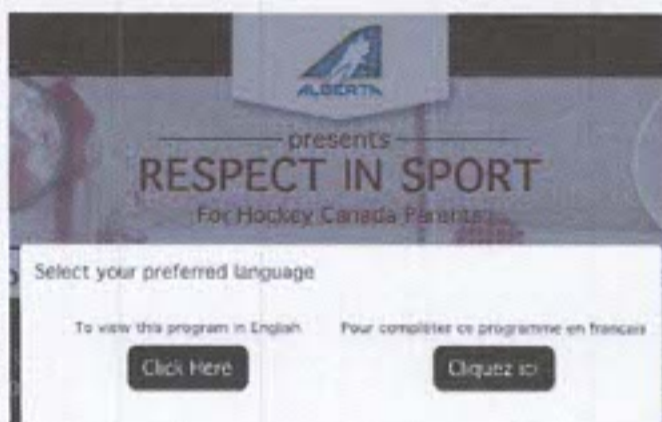 ALBERTA
presents
RESPECT IN SPORT
For Hockey Canada Parents
Select your preferred language
To view this program in English
Pour compléter ce programme en français
Click Here
Cliquez ici